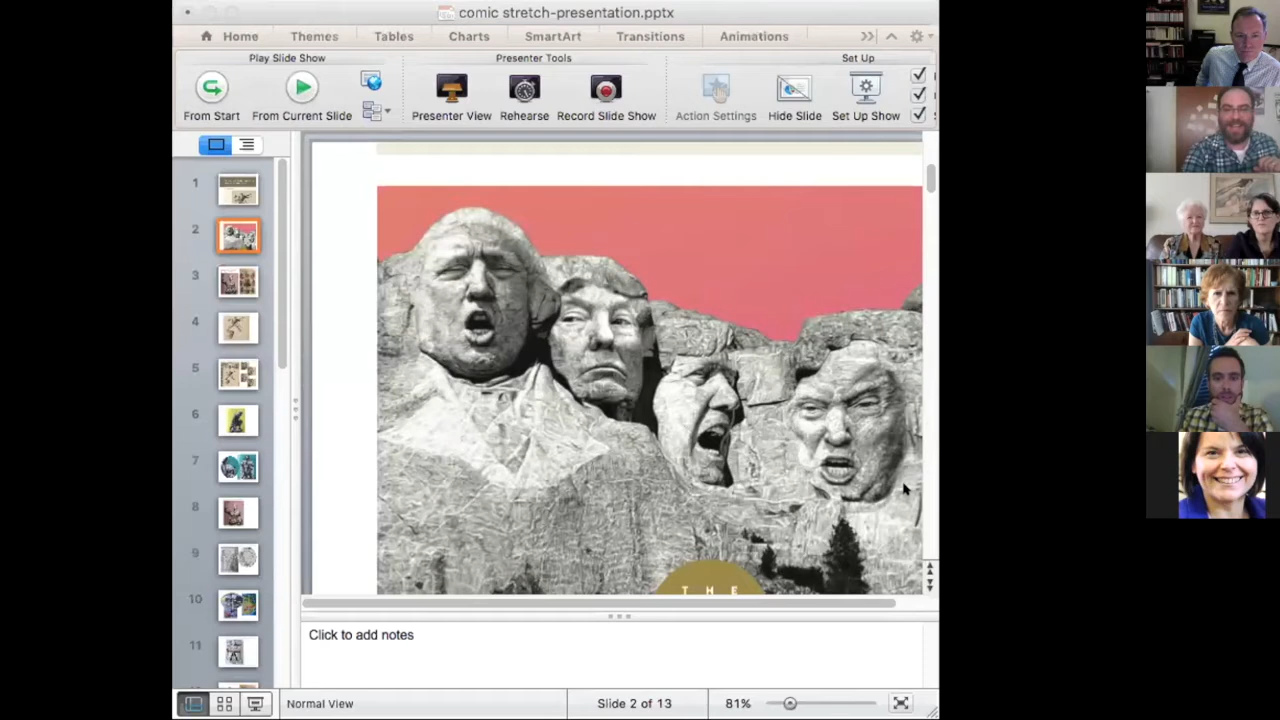 comic stretch-presentation.pptx
Home Themes Tables Charts SmartArt Transitions Animations
Play Slide Show Presenter Tools Set Up
From Start From Current Slide Presenter View Rehearse Record Slide Show Action Settings Hide Slide Set Up Show
1
2
3
4
5
6
7
8
9
10
11
THE
Click to add notes
Normal View Slide 2 of 13 81%